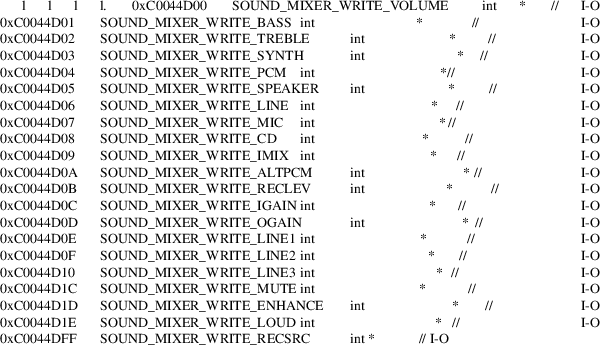 1 1 1 l. 0xC0044D00 SOUND_MIXER_WRITE_VOLUME int * // I-O
0xC0044D01 SOUND_MIXER_WRITE_BASS int * // I-O
0xC0044D02 SOUND_MIXER_WRITE_TREBLE int * // I-O
0xC0044D03 SOUND_MIXER_WRITE_SYNTH int * // I-O
0xC0044D04 SOUND_MIXER_WRITE_PCM int *// I-O
0xC0044D05 SOUND_MIXER_WRITE_SPEAKER int * // I-O
0xC0044D06 SOUND_MIXER_WRITE_LINE int * // I-O
0xC0044D07 SOUND_MIXER_WRITE_MIC int * // I-O
0xC0044D08 SOUND_MIXER_WRITE_CD int * // I-O
0xC0044D09 SOUND_MIXER_WRITE_IMIX int * // I-O
0xC0044D0A SOUND_MIXER_WRITE_ALTPCM int * // I-O
0xC0044D0B SOUND_MIXER_WRITE_RECLEV int * // I-O
0xC0044D0C SOUND_MIXER_WRITE_IGAIN int * // I-O
0xC0044D0D SOUND_MIXER_WRITE_OGAIN int * // I-O
0xC0044D0E SOUND_MIXER_WRITE_LINE1 int * // I-O
0xC0044D0F SOUND_MIXER_WRITE_LINE2 int * // I-O
0xC0044D10 SOUND_MIXER_WRITE_LINE3 int * // I-O
0xC0044D1C SOUND_MIXER_WRITE_MUTE int * // I-O
0xC0044D1D SOUND_MIXER_WRITE_ENHANCE int * // I-O
0xC0044D1E SOUND_MIXER_WRITE_LOUD int * // I-O
0xC0044DFF SOUND_MIXER_WRITE_RECSRC int * // I-O